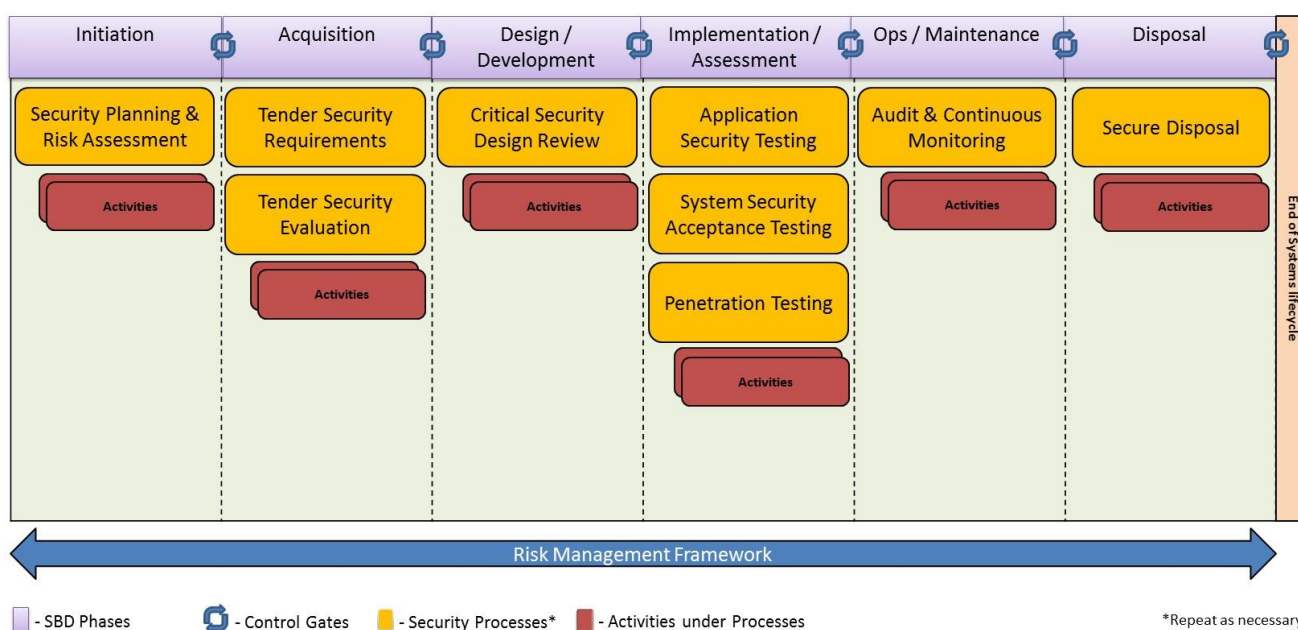 Initiation
Acquisition
Design /
Development
Implementation /
Assessment
Ops / Maintenance
Disposal
Security Planning &
Risk Assessment
Activities
Tender Security
Requirements
Tender Security
Evaluation
Activities
Critical Security
Design Review
Activities
Application
Security Testing
System Security
Acceptance Testing
Penetration Testing
Activities
Audit & Continuous
Monitoring
Activities
Secure Disposal
Activities
End of Systems lifecycle
Risk Management Framework
- SBD Phases
- Control Gates
- Security Processes*
- Activities under Processes
*Repeat as necessary